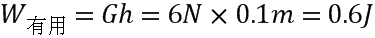 W有用 = Gh = 6N × 0.1m = 0.6J